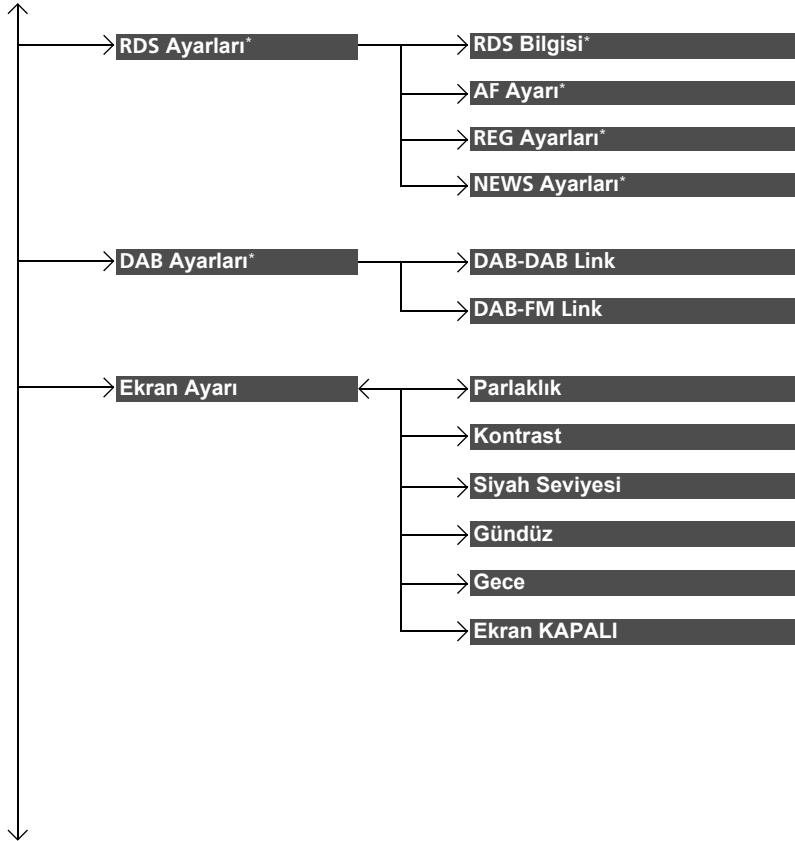 RDS Ayarları*
RDS Bilgisi*
AF Ayarı*
REG Ayarları*
NEWS Ayarları*
DAB Ayarları*
DAB-DAB Link
DAB-FM Link
Ekran Ayarı
Parlaklık
Kontrast
Siyah Seviyesi
Gündüz
Gece
Ekran KAPALI